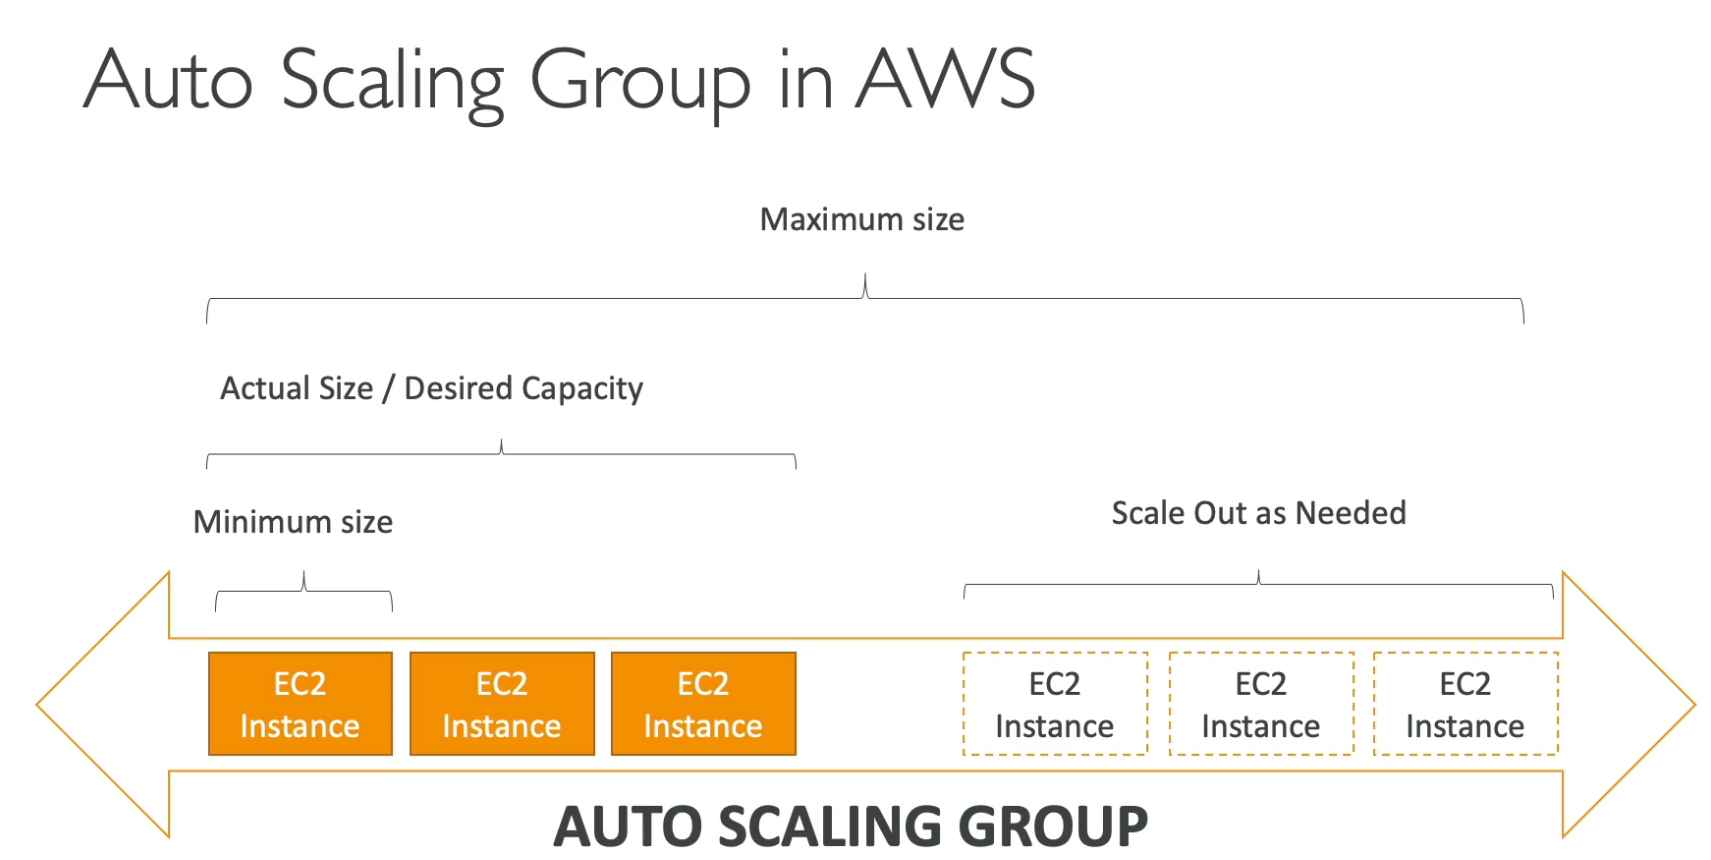 Auto Scaling Group in AWS
Maximum size
Actual Size / Desired Capacity
Minimum size
Scale Out as Needed
EC2
Instance
EC2
Instance
EC2
Instance
EC2
Instance
EC2
Instance
EC2
Instance
AUTO SCALING GROUP